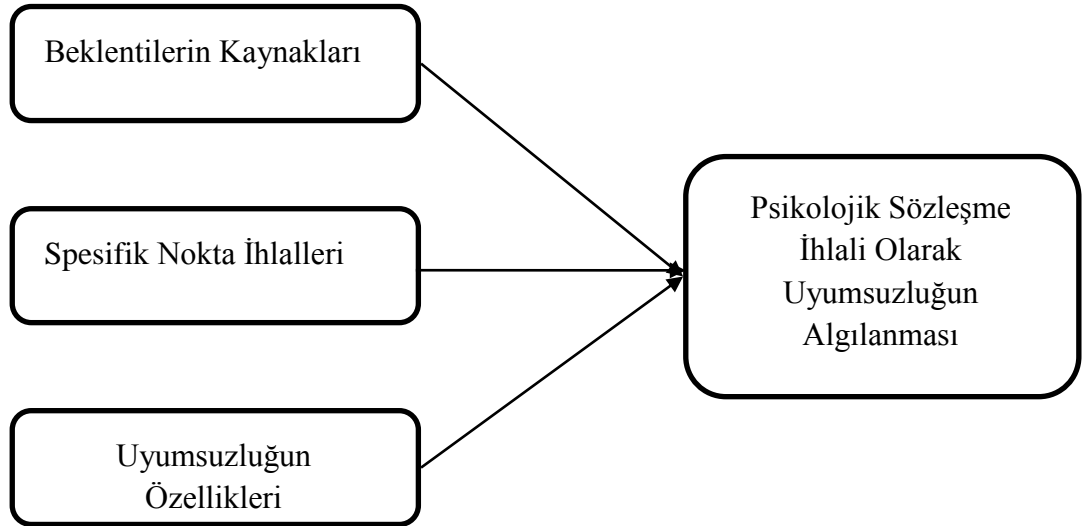 Beklentilerin Kaynakları
Spesifik Nokta İhlalleri
Uyumsuzluğun
Özellikleri
Psikolojik Sözleşme
İhlali Olarak
Uyumsuzluğun
Algılanması